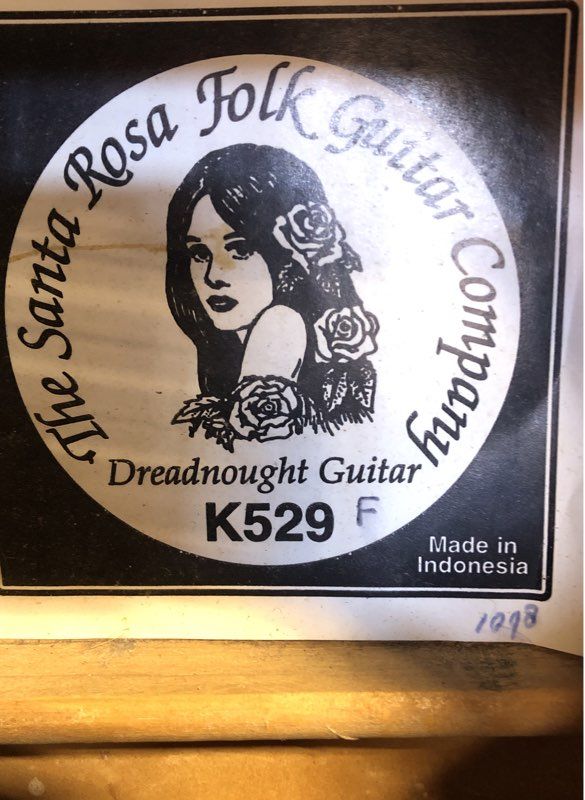 The Santa Rosa Folk Guitar Company
Dreadnought Guitar
K529 F
Made in
Indonesia
1098